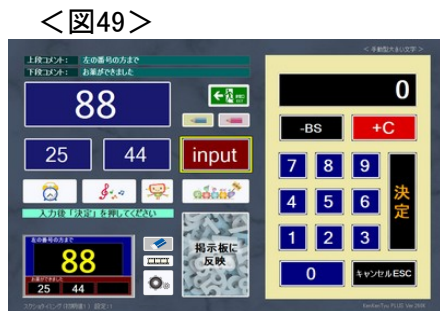 ＜図49＞
＜ 手動型大まし文字 ＞
上段コメント： 左の番号の方まで
下段コメント： お薬ができました
88
25
44
input
入力後「決定」を押してください
左の番号の方まで
88
お薬ができました
25 44
掲示板に
反映
0
-BS
+C
7 8 9
4 5 6
1 2 3
決定
0
キャンセルESC